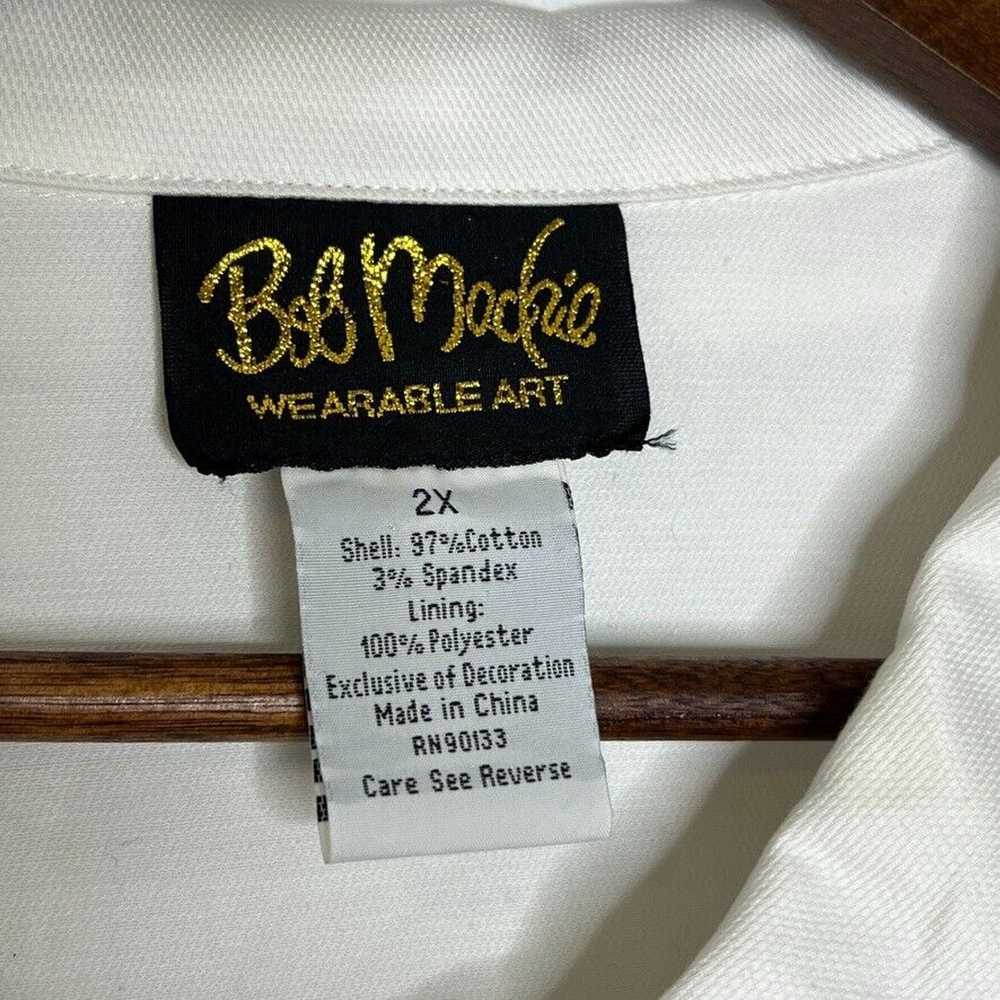 Bob Mackie
WEARABLE ART
2X
Shell: 97%Cotton
3% Spandex
Lining:
100% Polyester
Exclusive of Decoration
Made in China
RN90133
Care See Reverse